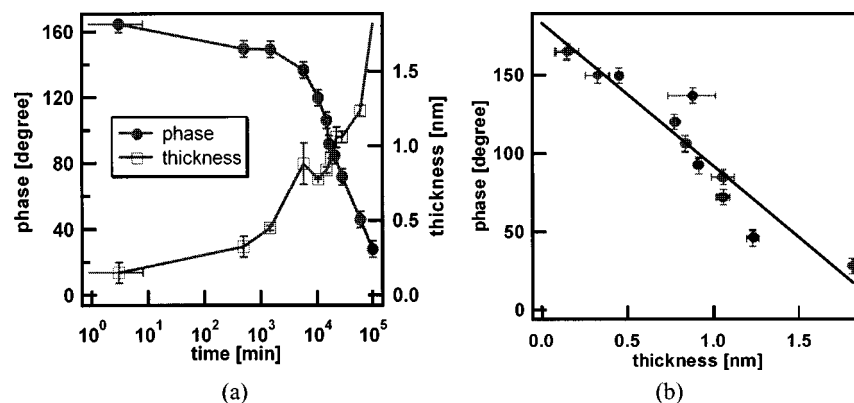 160
120
80
40
0
phase [degree]
phase
thickness
1.5
1.0
0.5
0.0
thickness [nm]
10^0 10^1 10^2 10^3 10^4 10^5
time [min]
(a)
150
100
50
0
phase [degree]
0.0 0.5 1.0 1.5
thickness [nm]
(b)